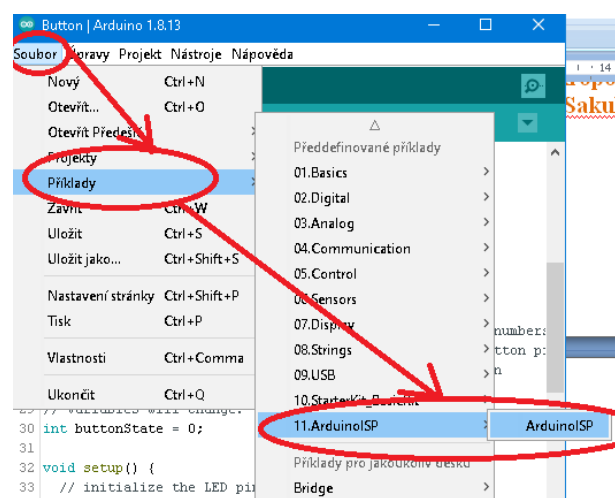 Button | Arduino 1.8.13
Soubor Úpravy Projekt Nástroje Nápověda
Nový Ctrl+N
Otevřít... Ctrl+O
Otevřít
Projekty
Příklady
Zavřít Ctrl+W
Uložit Ctrl+S
Uložit jako... Ctrl+Shift+S
Nastavení stránky Ctrl+Shift+P
Tisk Ctrl+P
Vlastnosti Ctrl+Comma
Ukončit Ctrl+Q
Předdefinované příklady
01.Basics
02.Digital
03.Analog
04.Communication
05.Control
06.Sensors
07.Display
08.Strings
09.USB
10.StarterKit_BasicKit
11.ArduinoISP
ArduinoISP
Příklady pro jakoukoliv desku
Bridge
numbers
tton pi
n
29 // variables will change:
30 int buttonState = 0;
31
32 void setup() {
33 // initialize the LED pin
14
Saku